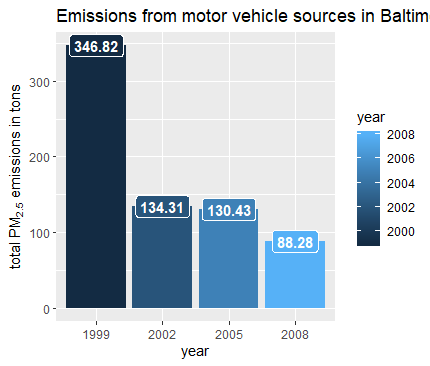 Emissions from motor vehicle sources in Baltim
346.82
134.31
130.43
88.28
300
200
100
0
total PM2.5 emissions in tons
1999 2002 2005 2008
year
year
2008
2006
2004
2002
2000